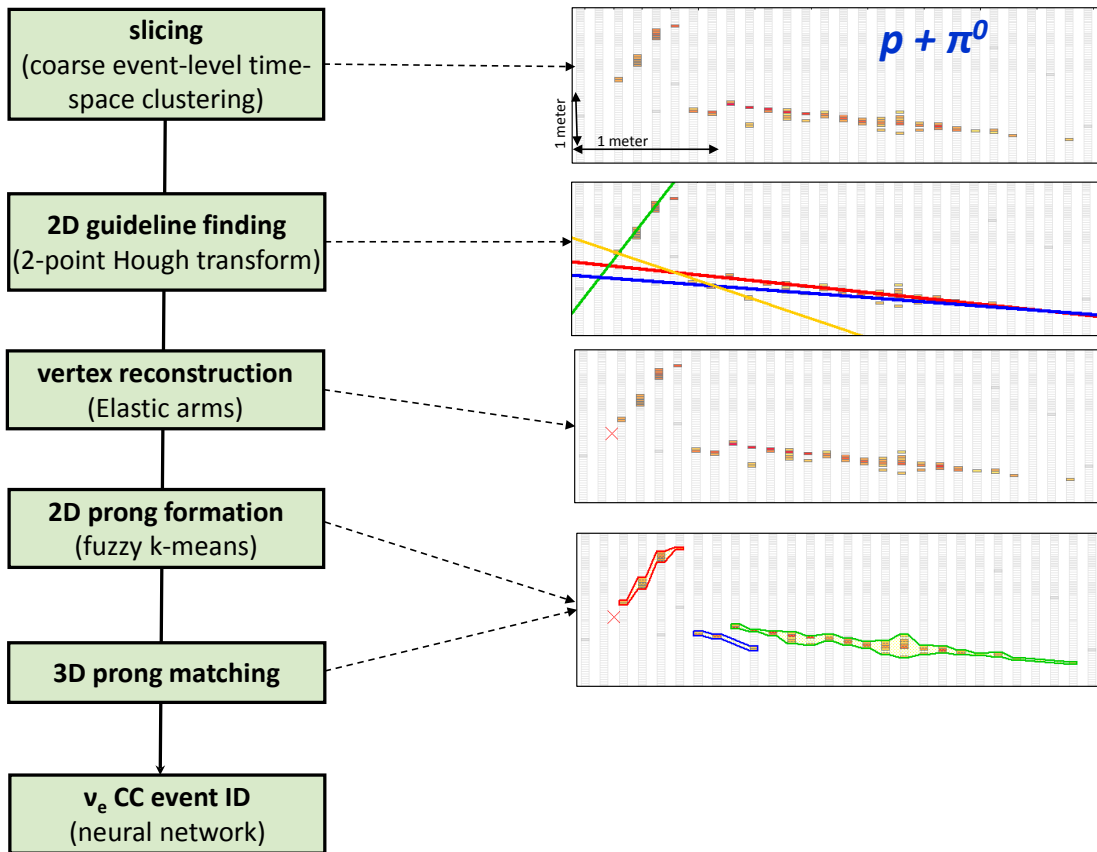 slicing
(coarse event-level time-
space clustering)
p + π⁰
1 meter
1 meter
2D guideline finding
(2-point Hough transform)
vertex reconstruction
(Elastic arms)
2D prong formation
(fuzzy k-means)
3D prong matching
νₑ CC event ID
(neural network)